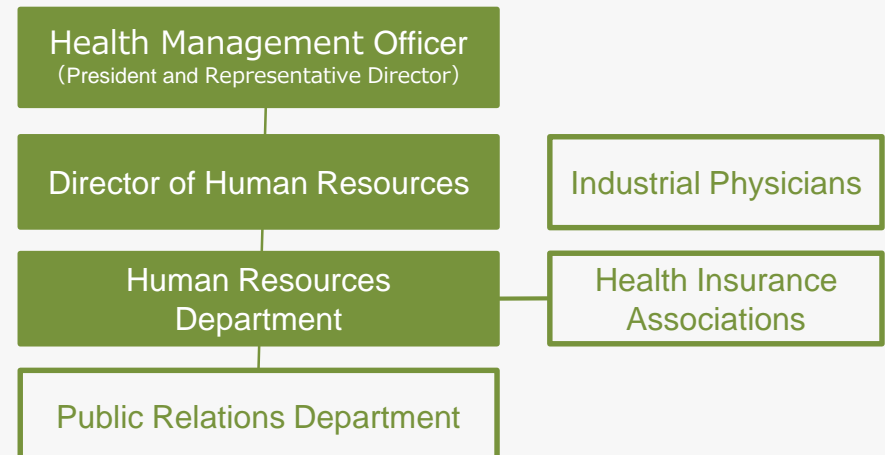 Health Management Officer
（President and Representative Director）
Director of Human Resources
Industrial Physicians
Human Resources
Department
Health Insurance
Associations
Public Relations Department